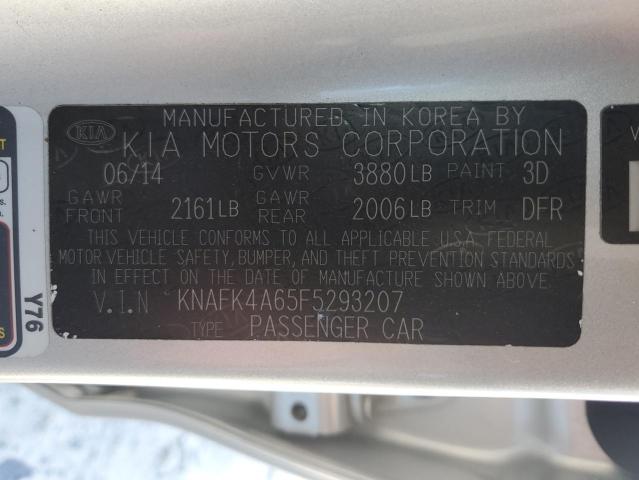 MANUFACTURED IN KOREA BY
KIA KIA MOTORS CORPORATION
06/14 GVWR 3880LB PAINT 3D
GAWR FRONT 2161LB GAWR REAR 2006LB TRIM DFR
THIS VEHICLE CONFORMS TO ALL APPLICABLE U.S.A. FEDERAL
MOTOR VEHICLE SAFETY, BUMPER, AND THEFT PREVENTION STANDARDS
IN EFFECT ON THE DATE OF MANUFACTURE SHOWN ABOVE
V.I.N KNAFK4A65F5293207
TYPE PASSENGER CAR
Y76